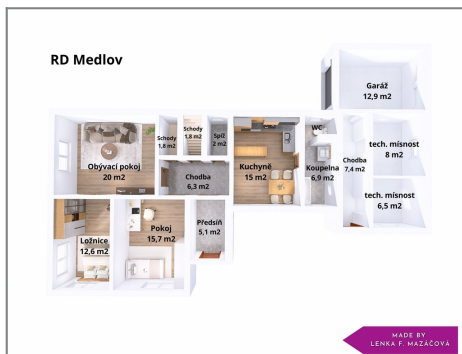 RD Medlov
Garáž
12,9 m2
Schody
1,8 m2
Schody
1,8 m2
Spíž
2 m2
WC
Obývací pokoj
20 m2
Chodba
6,3 m2
Kuchyně
15 m2
Koupelna
6,9 m2
Chodba
7,4 m2
tech. mísnost
8 m2
tech. mísnost
6,5 m2
Ložnice
12,6 m2
Pokoj
15,7 m2
Předsíň
5,1 m2
MADE BY
LENKA F. MAZÁČOVÁ